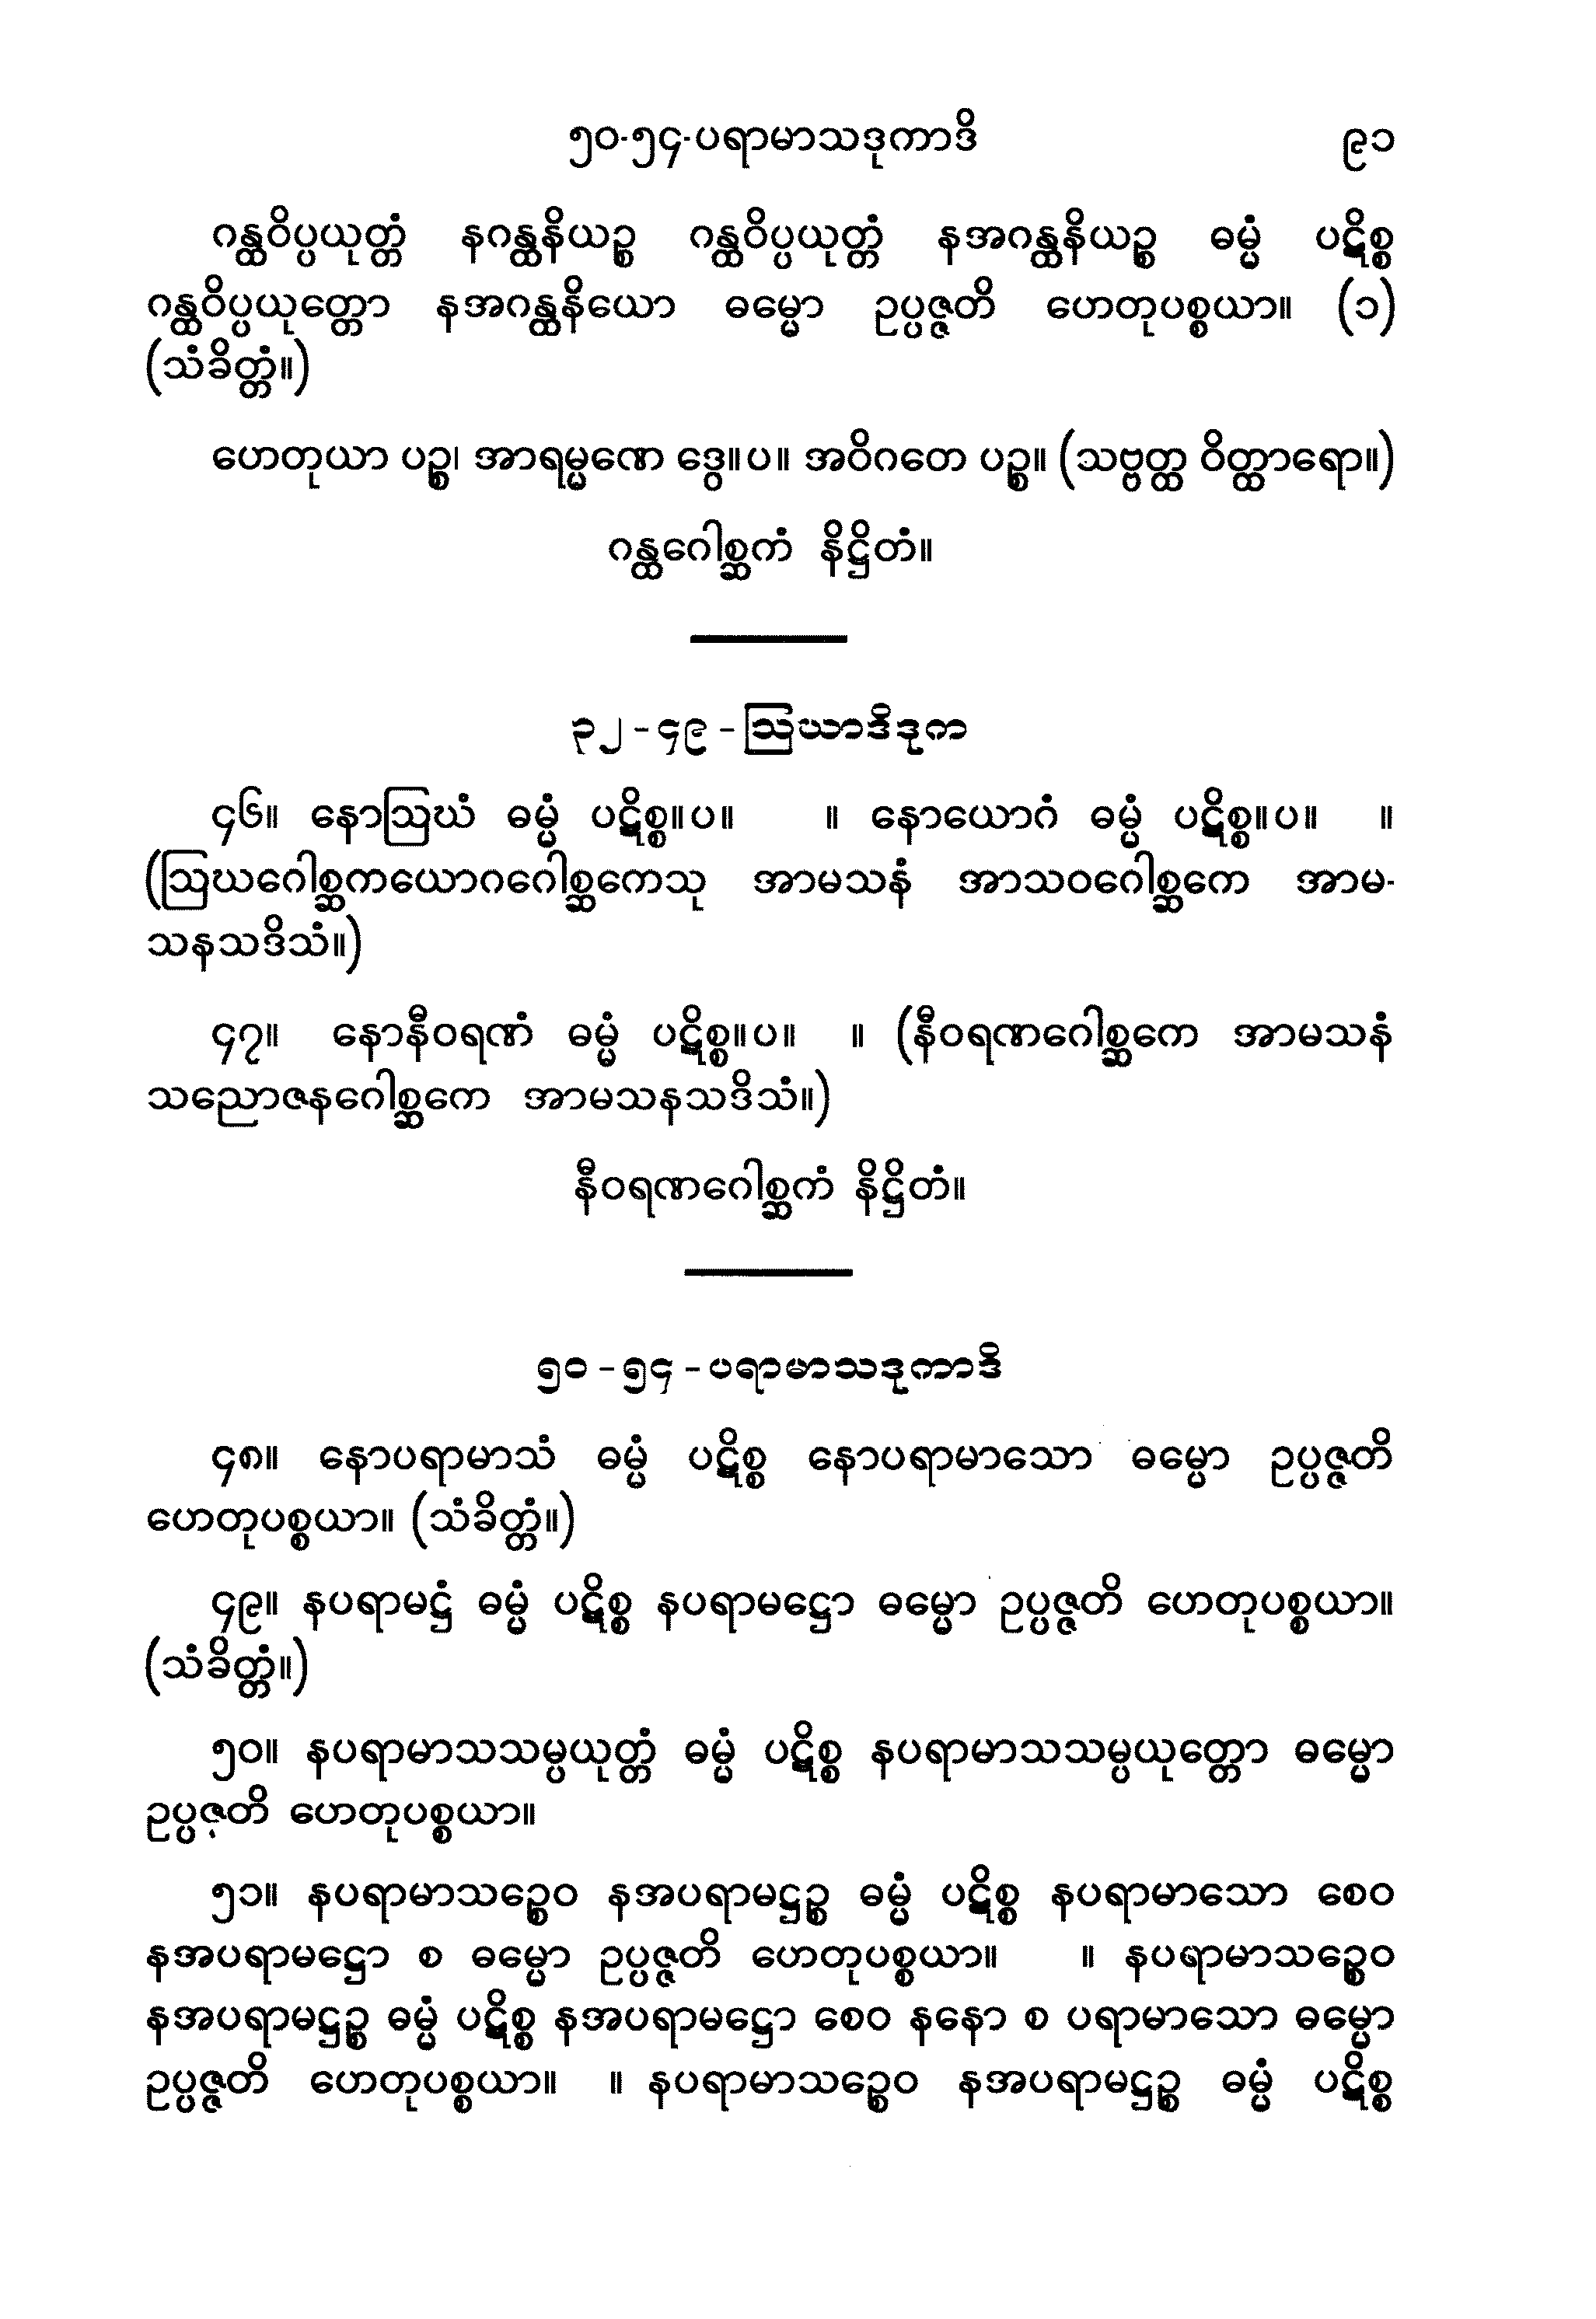 ၅၀-၅၄-ပရာမာသဒုကာဒိ ၉၁
ဂန္ထဝိပ္ပယုတ္တံ နဂန္ထနိယဉ္စ ဂန္ထဝိပ္ပယုတ္တံ နအဂန္ထနိယဉ္စ ဓမ္မံ ပဋိစ္စ
ဂန္ထဝိပ္ပယုတ္တော နအဂန္ထနိယော ဓမ္မော ဥပ္ပဇ္ဇတိ ဟေတုပစ္စယာ။ (၁)
(သံခိတ္တံ။)
ဟေတုယာ ပဉ္စ၊ အာရမ္မဏေ ဒွေ။ပ။ အဝိဂတေ ပဉ္စ။ (သဗ္ဗတ္ထ ဝိတ္ထာရော။)
ဂန္ထဂေါစ္ဆကံ နိဋ္ဌိတံ။
၃၂ - ၄၉ - ဩဃာဒိဒုက
၄၆။ နောဩဃံ ဓမ္မံ ပဋိစ္စ။ပ။ ။ နောယောဂံ ဓမ္မံ ပဋိစ္စ။ပ။ ။
(ဩဃဂေါစ္ဆကယောဂဂေါစ္ဆကေသု အာမသနံ အာသဝဂေါစ္ဆကေ အာမ-
သနသဒိသံ။)
၄၇။ နောနီဝရဏံ ဓမ္မံ ပဋိစ္စ။ပ။ ။ (နီဝရဏဂေါစ္ဆကေ အာမသနံ
သညောဇနဂေါစ္ဆကေ အာမသနသဒိသံ။)
နီဝရဏဂေါစ္ဆကံ နိဋ္ဌိတံ။
၅၀ - ၅၄ - ပရာမာသဒုကာဒိ
၄၈။ နောပရာမာသံ ဓမ္မံ ပဋိစ္စ နောပရာမာသော ဓမ္မော ဥပ္ပဇ္ဇတိ
ဟေတုပစ္စယာ။ (သံခိတ္တံ။)
၄၉။ နပရာမဋ္ဌံ ဓမ္မံ ပဋိစ္စ နပရာမဋ္ဌော ဓမ္မော ဥပ္ပဇ္ဇတိ ဟေတုပစ္စယာ။
(သံခိတ္တံ။)
၅၀။ နပရာမာသသမ္ပယုတ္တံ ဓမ္မံ ပဋိစ္စ နပရာမာသသမ္ပယုတ္တော ဓမ္မော
ဥပ္ပဇ္ဇတိ ဟေတုပစ္စယာ။
၅၁။ နပရာမာသဉ္စေဝ နအပရာမဋ္ဌဉ္စ ဓမ္မံ ပဋိစ္စ နပရာမာသော စေဝ
နအပရာမဋ္ဌော စ ဓမ္မော ဥပ္ပဇ္ဇတိ ဟေတုပစ္စယာ။ ။ နပရာမာသဉ္စေဝ
နအပရာမဋ္ဌဉ္စ ဓမ္မံ ပဋိစ္စ နအပရာမဋ္ဌော စေဝ နနော စ ပရာမာသော ဓမ္မော
ဥပ္ပဇ္ဇတိ ဟေတုပစ္စယာ။ ။ နပရာမာသဉ္စေဝ နအပရာမဋ္ဌဉ္စ ဓမ္မံ ပဋိစ္စ